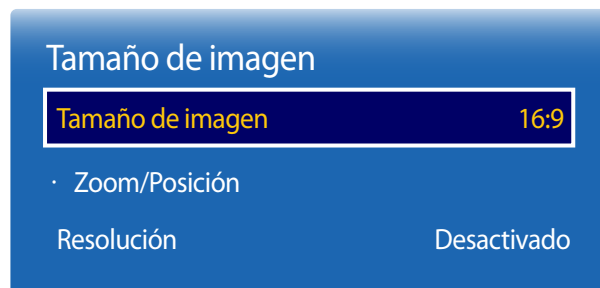 Tamaño de imagen
Tamaño de imagen 16:9
· Zoom/Posición
Resolución Desactivado